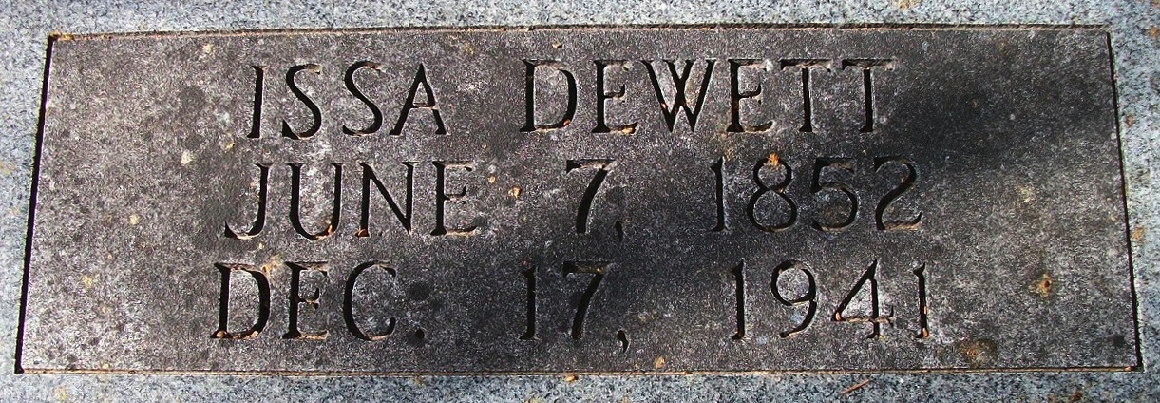 ISSA DEWETT
JUNE 7, 1852
DEC. 17, 1941